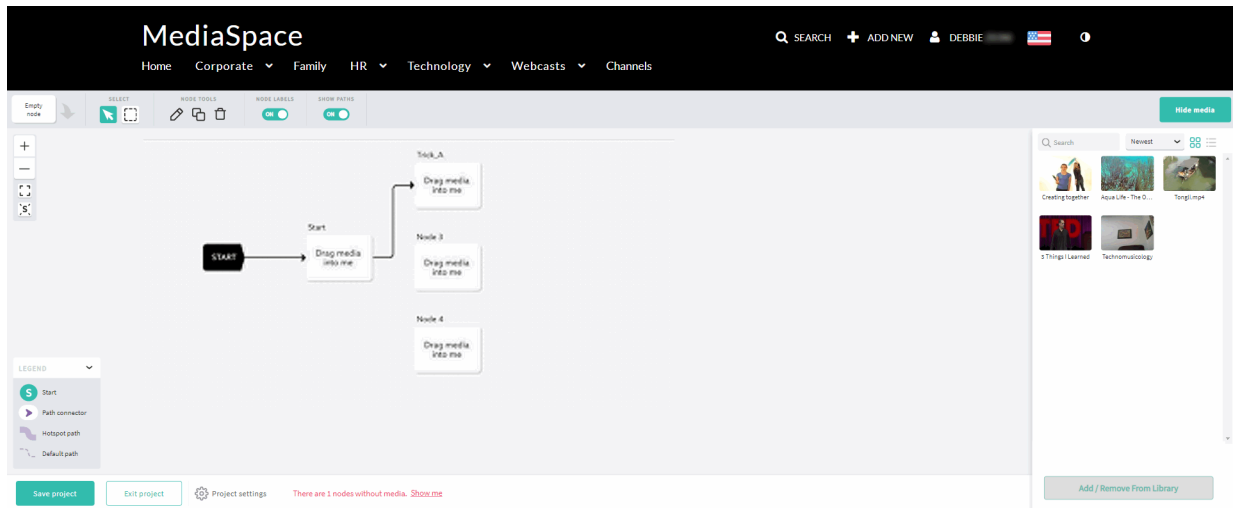 MediaSpace
SEARCH ADD NEW DEBBIE
Home Corporate Family HR Technology Webcasts Channels
Empty
node
SELECT NODE TOOLS NODE LABELS SHOW PATHS
ON ON
Hide media
Search Newest
Creating together Aqua Life - The O... Tongli.mp4
TED
5 Things I Learned Technomusicology
Trick_A
Drag media
into me
Start
START
Drag media
into me
Node 3
Drag media
into me
Node 4
Drag media
into me
LEGEND
S Start
Path connector
Hotspot path
Default path
Save project Exit project Project settings There are 1 nodes without media. Show me
Add / Remove From Library